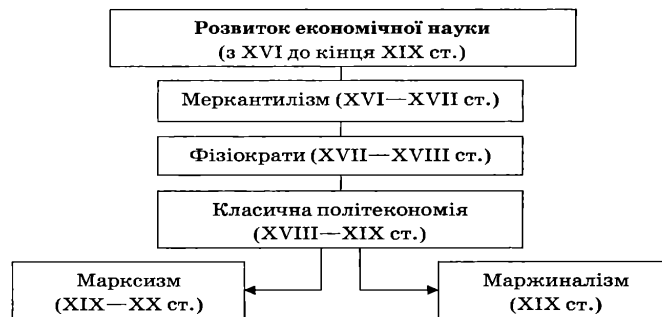 Розвиток економічної науки
(з XVI до кінця XIX ст.)
Меркантилізм (XVI—XVII ст.)
Фізіократи (XVII—XVIII ст.)
Класична політекономія
(XVIII—XIX ст.)
Марксизм
(XIX—XX ст.)
Маржиналізм
(XIX ст.)